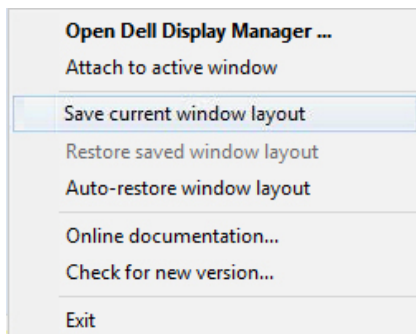 Open Dell Display Manager ...
Attach to active window
Save current window layout
Restore saved window layout
Auto-restore window layout
Online documentation...
Check for new version...
Exit